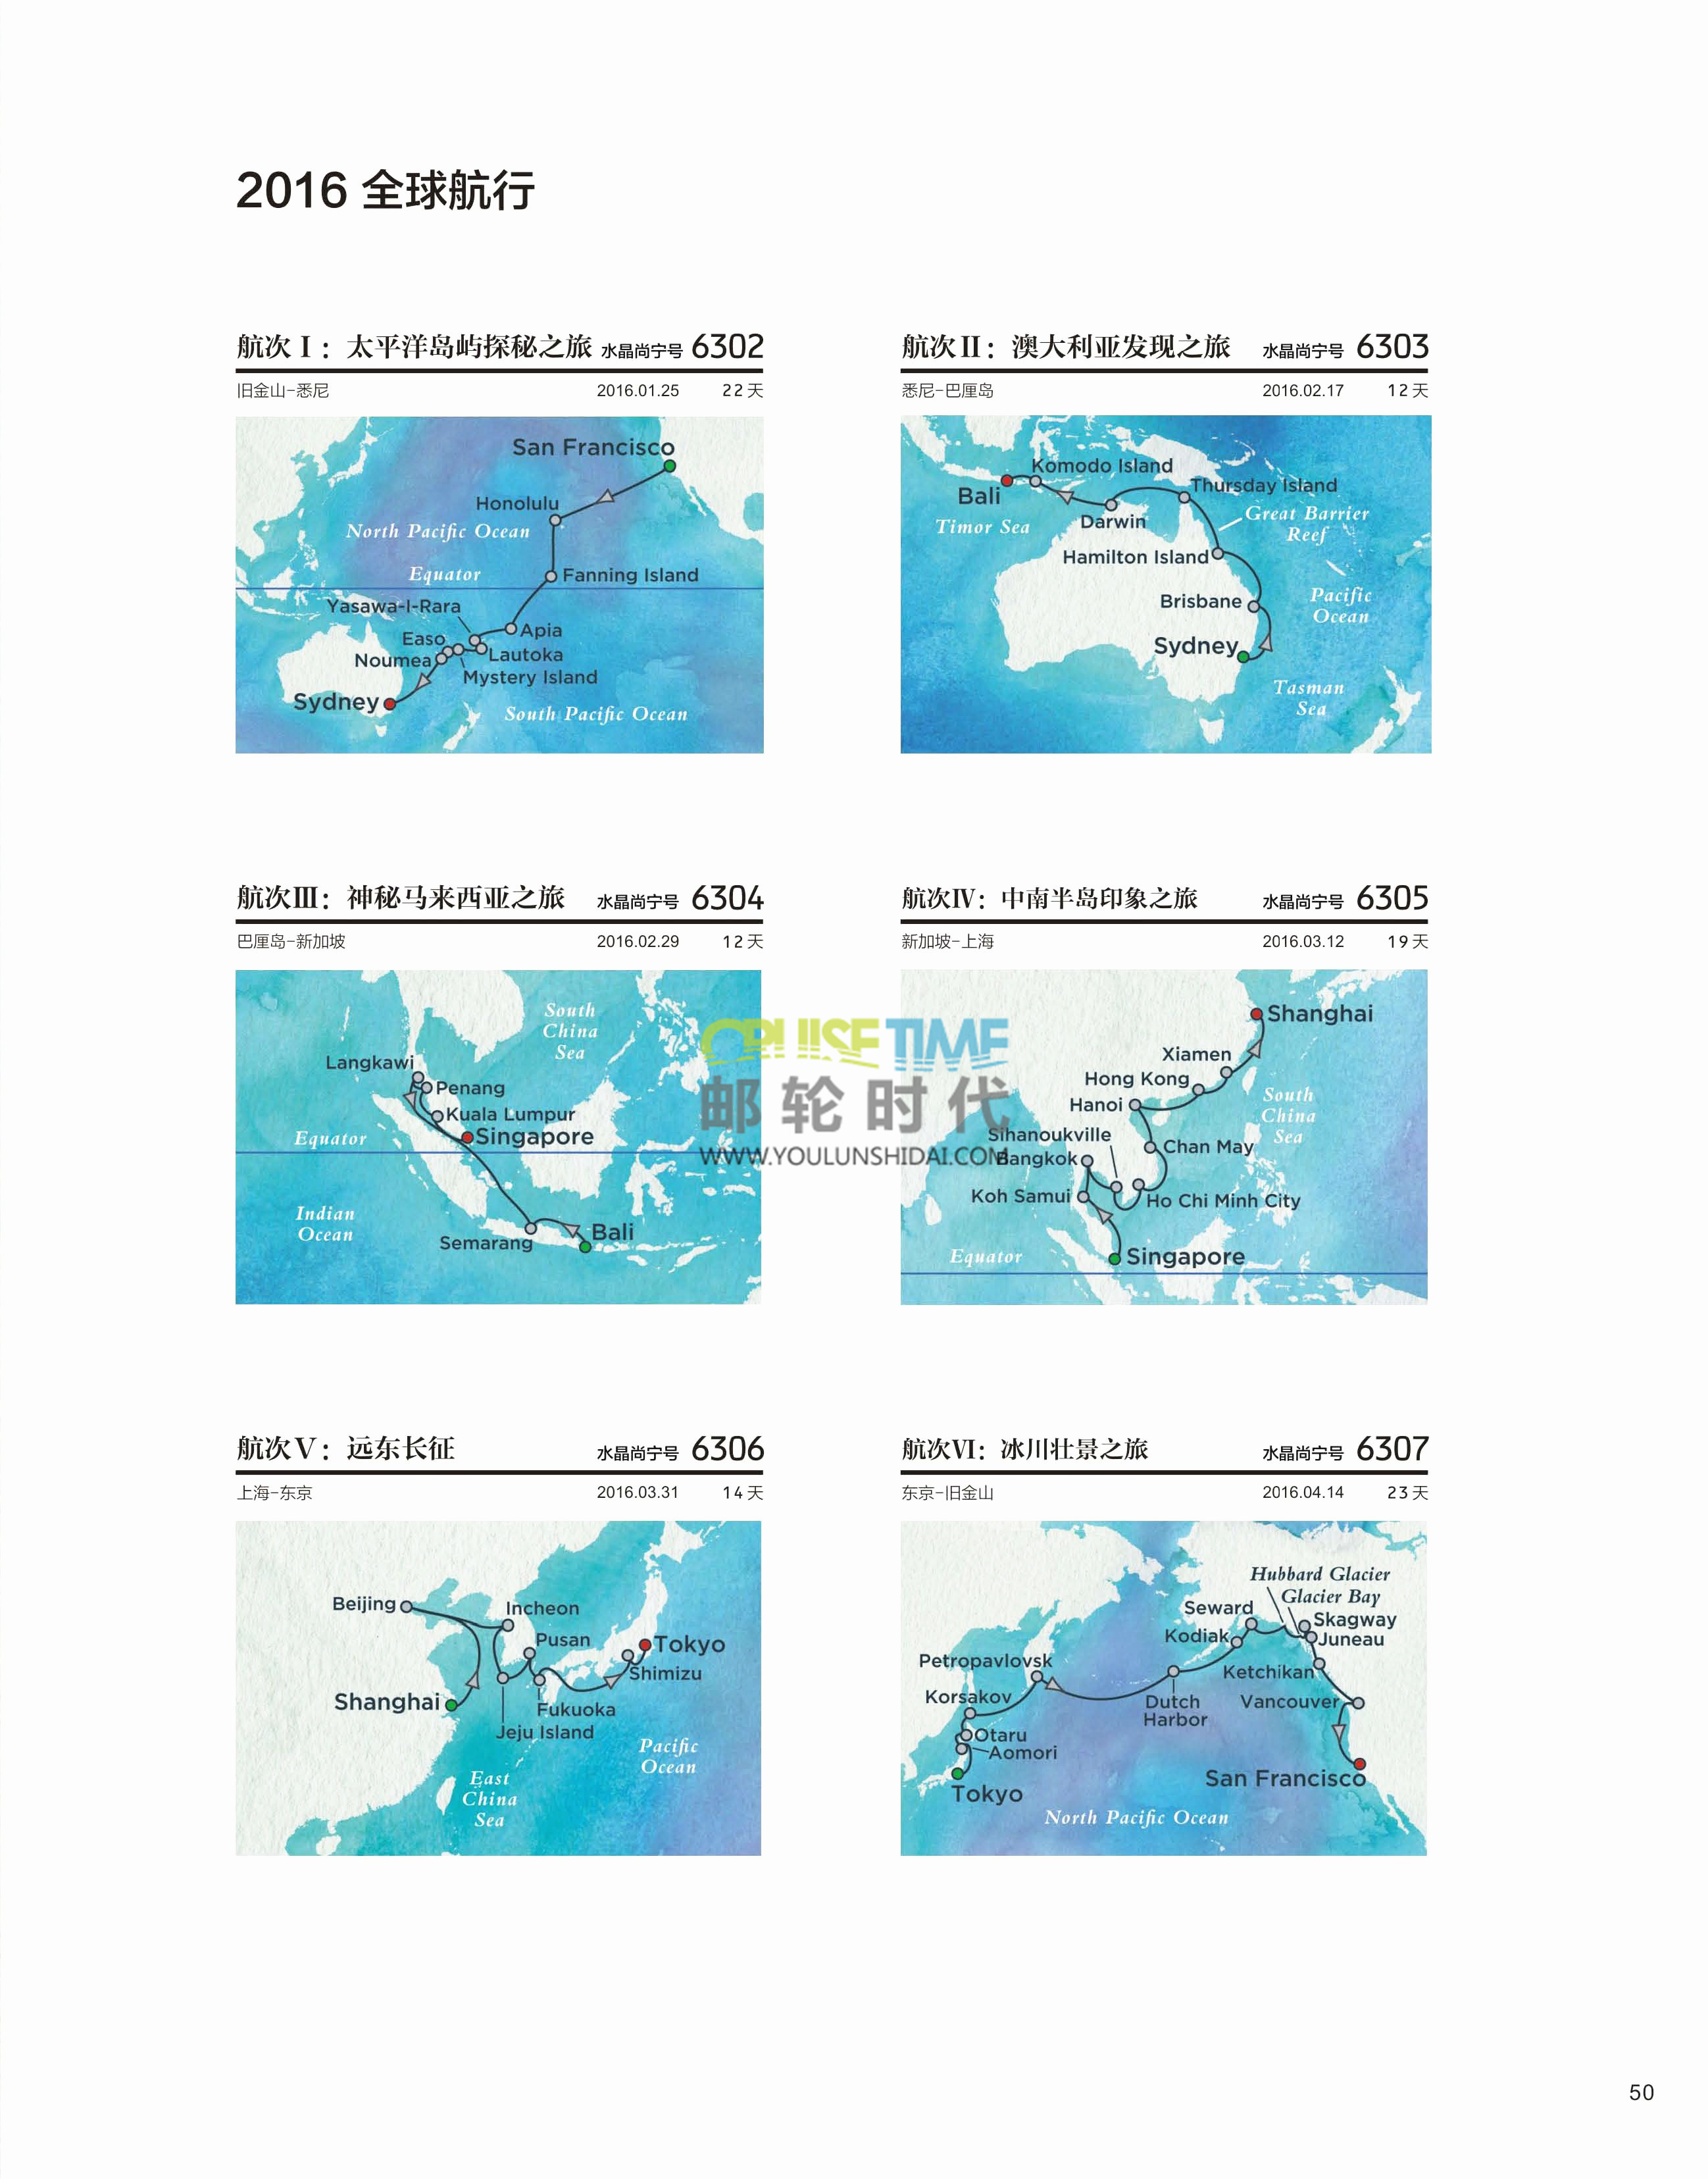 2016 全球航行
航次 I： 太平洋岛屿探秘之旅 水晶尚宁号 6302
旧金山-悉尼 2016.01.25 22 天
San Francisco
Honolulu
North Pacific Ocean
Equator
Fanning Island
Yasawa-I-Rara
Apia
Easo
Lautoka
Noumea
Mystery Island
Sydney
South Pacific Ocean
航次II： 澳大利亚发现之旅 水晶尚宁号 6303
悉尼-巴厘岛 2016.02.17 12 天
Komodo Island
Bali
Thursday Island
Timor Sea
Darwin
Great Barrier
Reef
Hamilton Island
Brisbane
Pacific
Ocean
Sydney
Tasman
Sea
航次III： 神秘马来西亚之旅 水晶尚宁号 6304
巴厘岛-新加坡 2016.02.29 12 天
South
China
Sea
Langkawi
Penang
Kuala Lumpur
Equator
Singapore
Indian
Ocean
Semarang
Bali
航次IV： 中南半岛印象之旅 水晶尚宁号 6305
新加坡-上海 2016.03.12 19 天
Shanghai
Xiamen
Hong Kong
Hanoi
South
China
Sea
Sihanoukville
Chan May
Bangkok
Koh Samui
Ho Chi Minh City
Equator
Singapore
CRUISETIME
邮轮时代
WWW.YOULUNSHIDAI.COM
航次V： 远东长征 水晶尚宁号 6306
上海-东京 2016.03.31 14 天
Beijing
Incheon
Pusan
Tokyo
Shimizu
Shanghai
Fukuoka
Jeju Island
Pacific
Ocean
East
China
Sea
航次VI： 冰川壮景之旅 水晶尚宁号 6307
东京-旧金山 2016.04.14 23 天
Hubbard Glacier
Glacier Bay
Seward
Skagway
Kodiak
Juneau
Petropavlovsk
Ketchikan
Korsakov
Dutch
Harbor
Vancouver
Otaru
Aomori
Tokyo
San Francisco
North Pacific Ocean
50